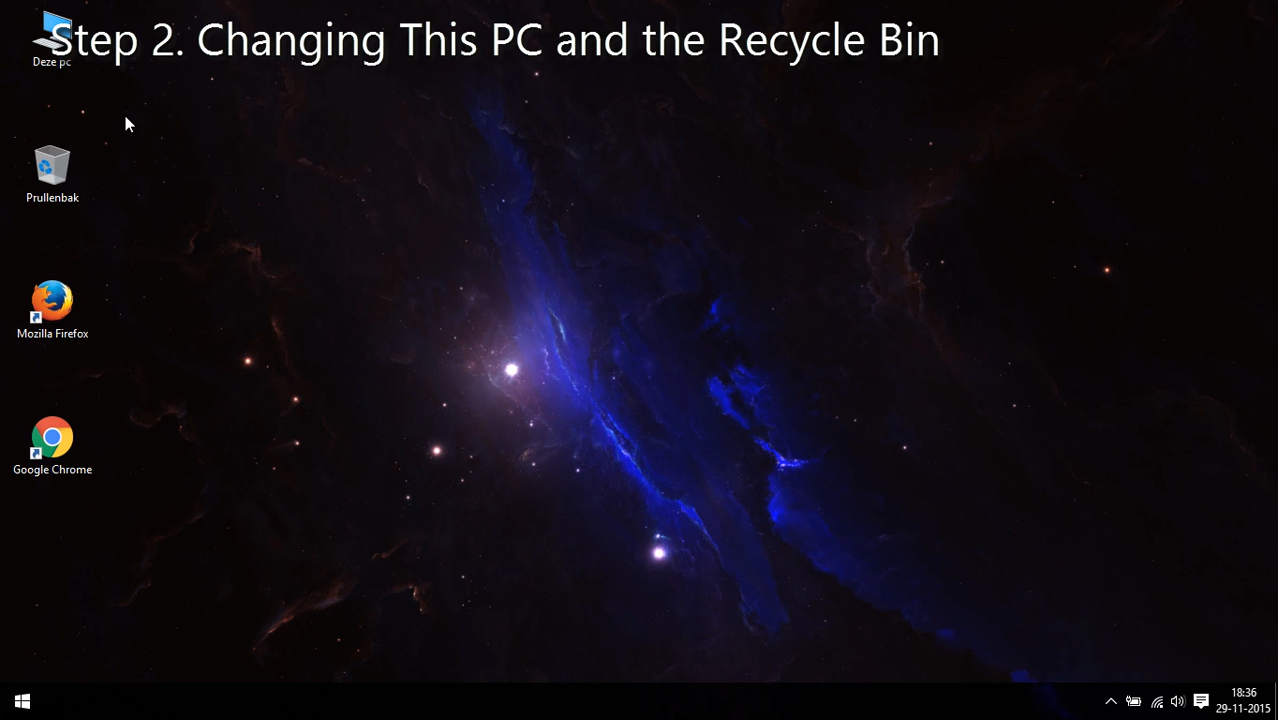 Step 2. Changing This PC and the Recycle Bin
Deze pc
Prullenbak
Mozilla Firefox
Google Chrome
18:36
29-11-2015